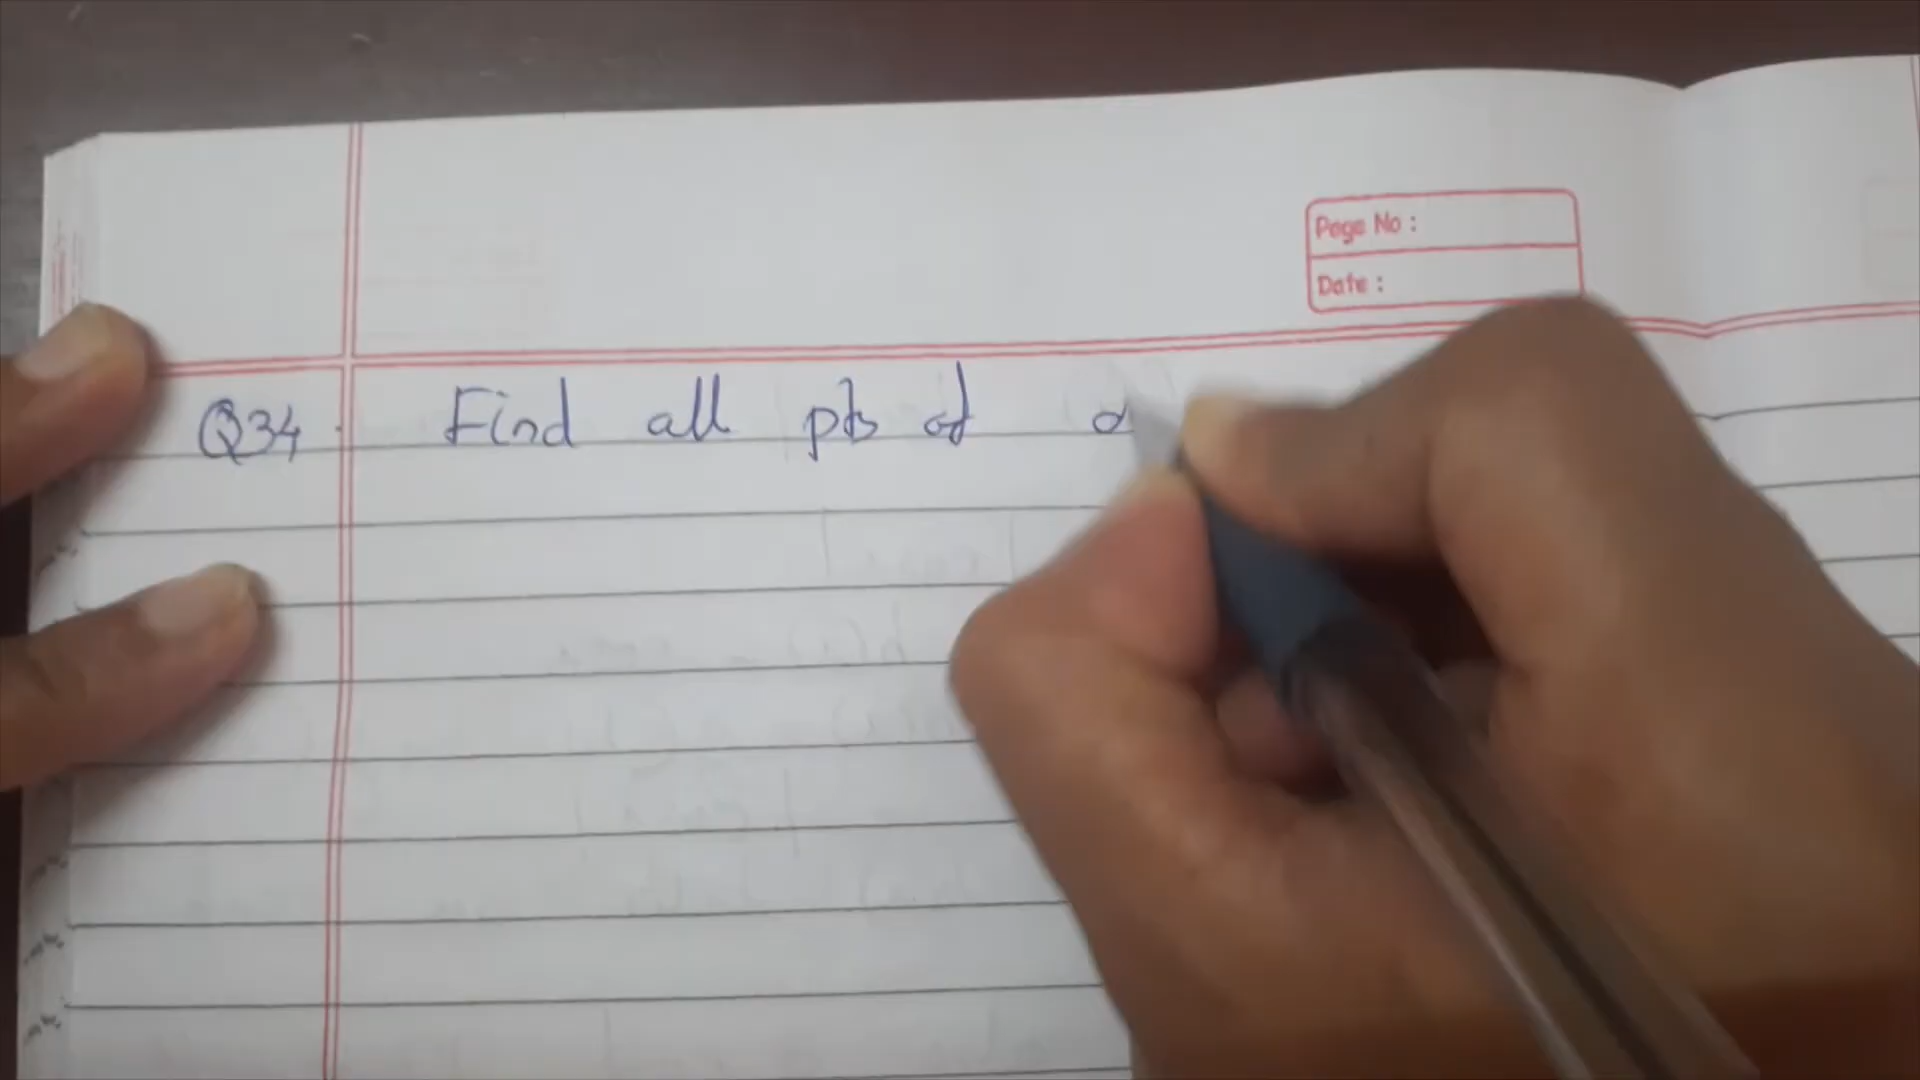 Page No :
Date :
Q34. Find all pts of d